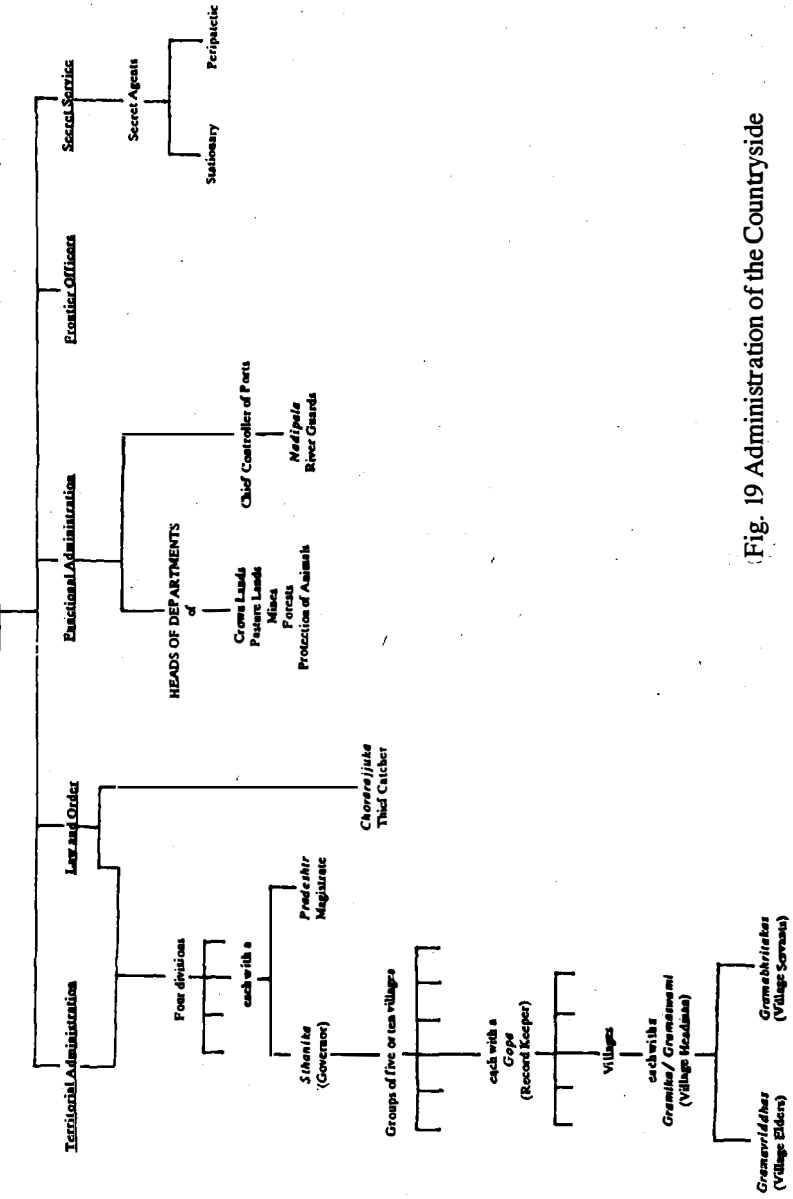 Territorial Administration
Law and Order
Functional Administration
Frontier Officers
Secret Service
Four divisions
each with a
Sthanika
(Governor)
Pradeshtr
Magistrate
Chorarajjuka
Thief Catcher
Groups of five or ten villages
each with a
Gopa
(Record Keeper)
Villages
each with a
Gramika/ Gramaswami
(Village Headman)
Gramavriddhas
(Village Elders)
Gramabhritakas
(Village Servants)
HEADS OF DEPARTMENTS
of
Crown Lands
Pasture Lands
Mines
Forests
Protection of Animals
Chief Controller of Ports
Nadipala
River Guards
Secret Agents
Stationary
Peripatetic
(Fig. 19 Administration of the Countryside